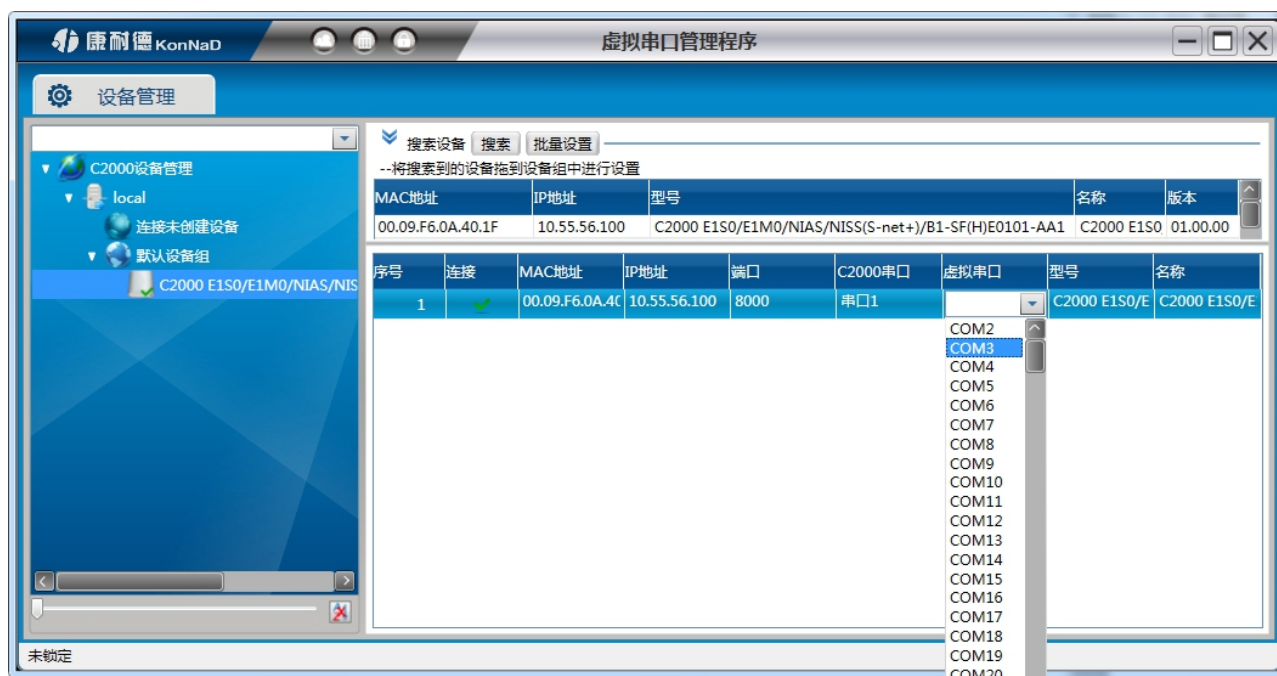 康耐德 KonNaD
虚拟串口管理程序
设备管理
C2000设备管理
local
连接未创建设备
默认设备组
C2000 E1S0/E1M0/NIAS/NIS
搜索设备 搜索 批量设置
--将搜索到的设备拖到设备组中进行设置
MAC地址 IP地址 型号 名称 版本
00.09.F6.0A.40.1F 10.55.56.100 C2000 E1S0/E1M0/NIAS/NISS(S-net+)/B1-SF(H)E0101-AA1 C2000 E1S0 01.00.00
序号 连接 MAC地址 IP地址 端口 C2000串口 虚拟串口 型号 名称
1 00.09.F6.0A.40 10.55.56.100 8000 串口1 C2000 E1S0/E C2000 E1S0/E
COM2
COM3
COM4
COM5
COM6
COM7
COM8
COM9
COM10
COM11
COM12
COM13
COM14
COM15
COM16
COM17
COM18
COM19
COM20
未锁定